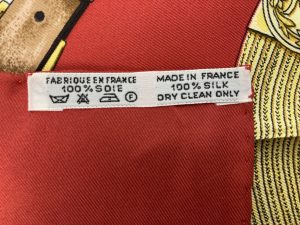 FABRIQUE EN FRANCE
100% SOIE
MADE IN FRANCE
100% SILK
DRY CLEAN ONLY